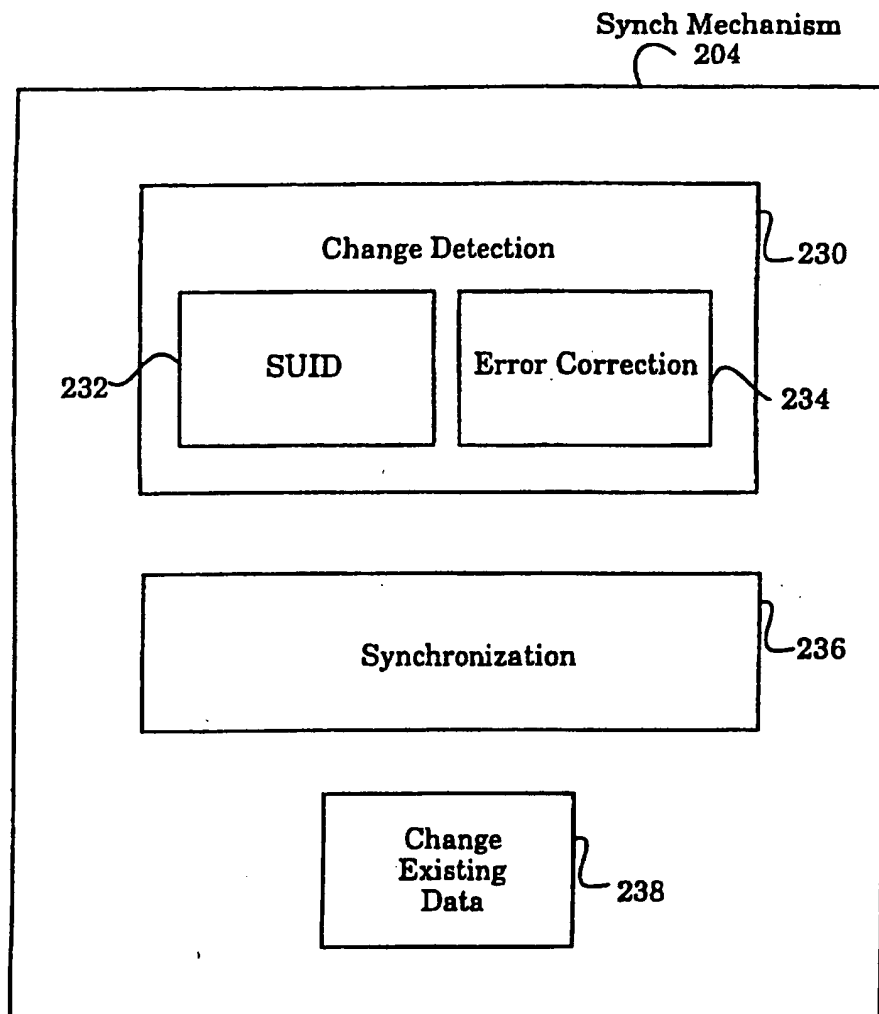 Synch Mechanism
204
Change Detection
230
SUID
Error Correction
232
234
Synchronization
236
Change
Existing
Data
238